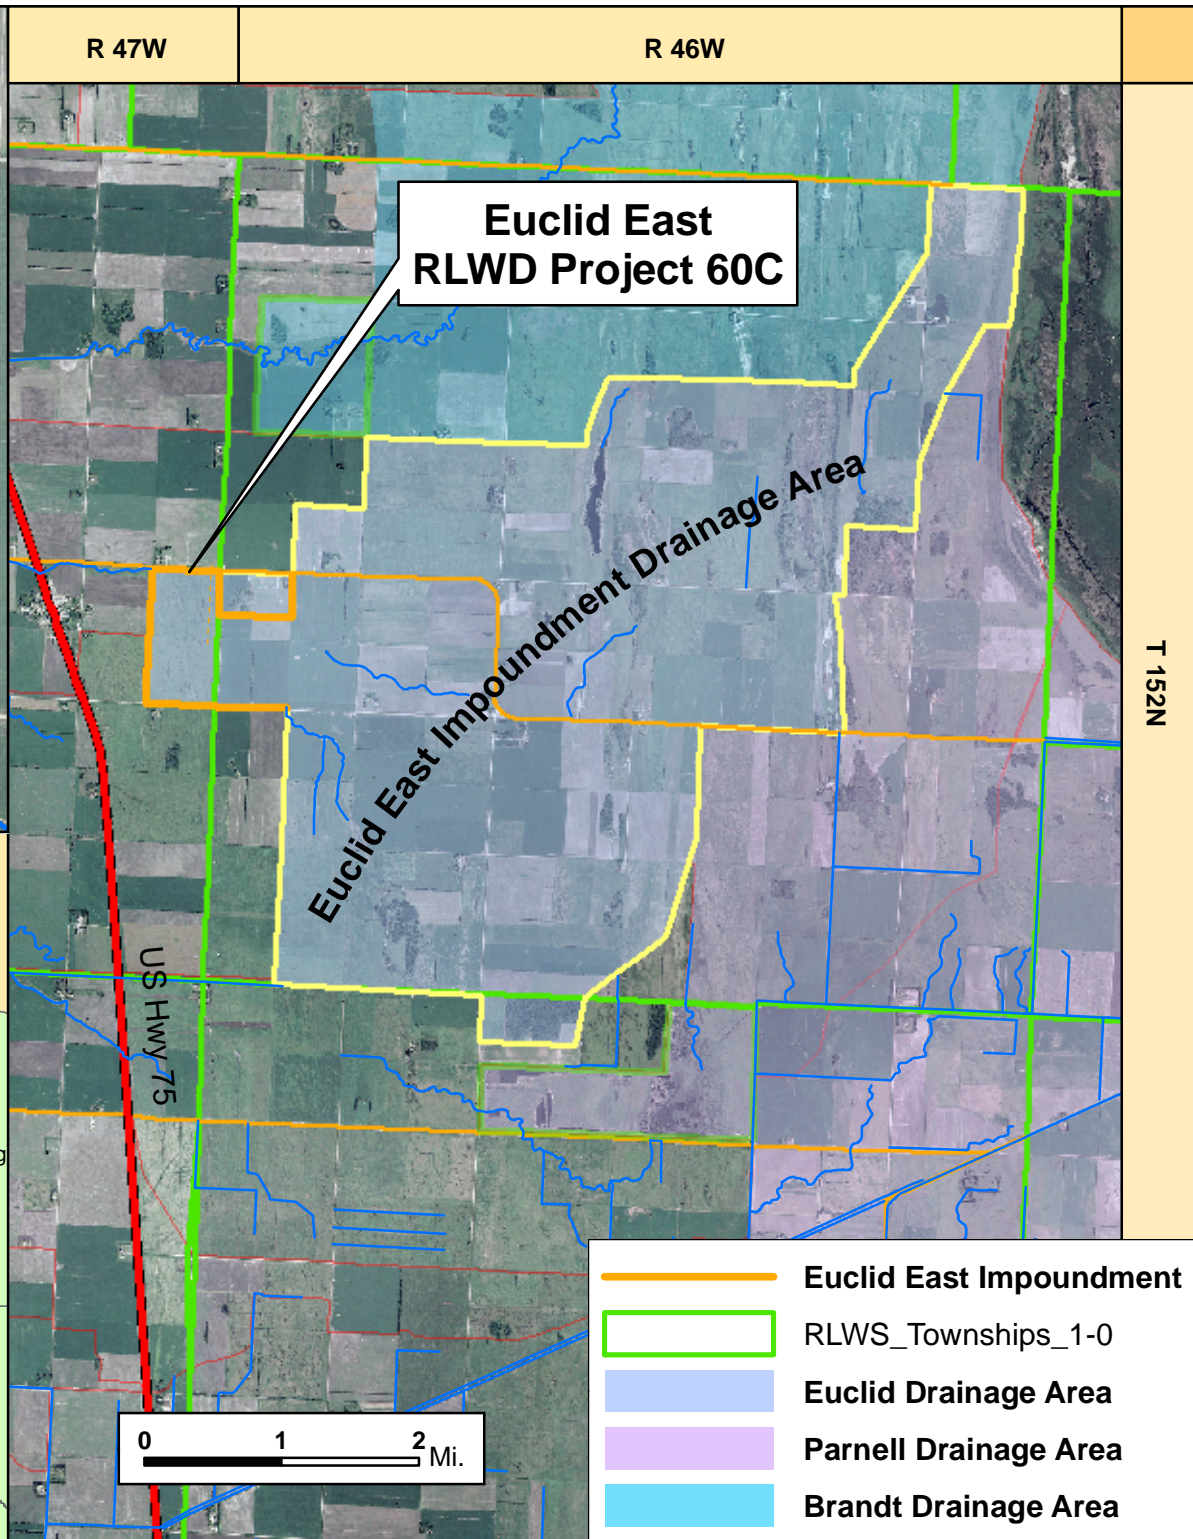 R 47W
R 46W
Euclid East
RLWD Project 60C
Euclid East Impoundment Drainage Area
T 152N
US Hwy 75
g
Euclid East Impoundment
RLWS_Townships_1-0
Euclid Drainage Area
Parnell Drainage Area
Brandt Drainage Area
0 1 2 Mi.